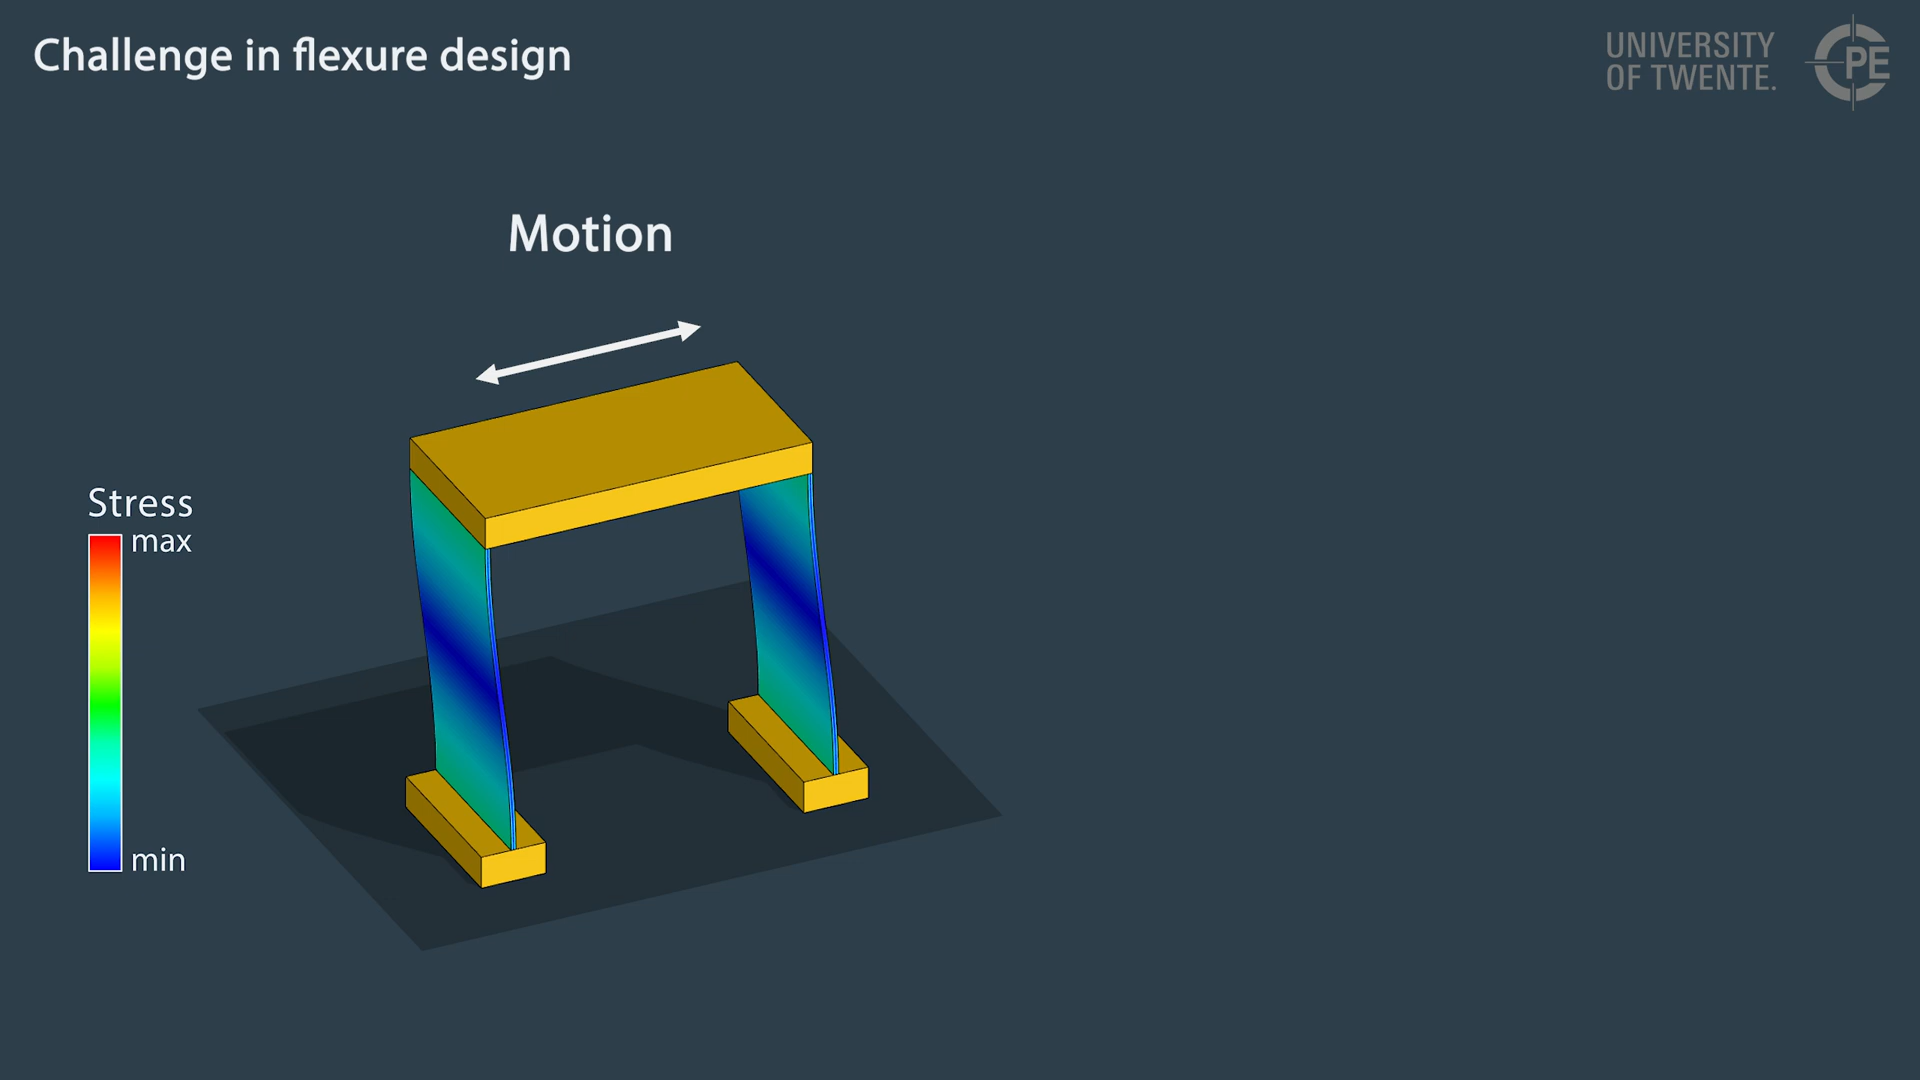 Challenge in flexure design
UNIVERSITY
OF TWENTE.
PE
Motion
Stress
max
min